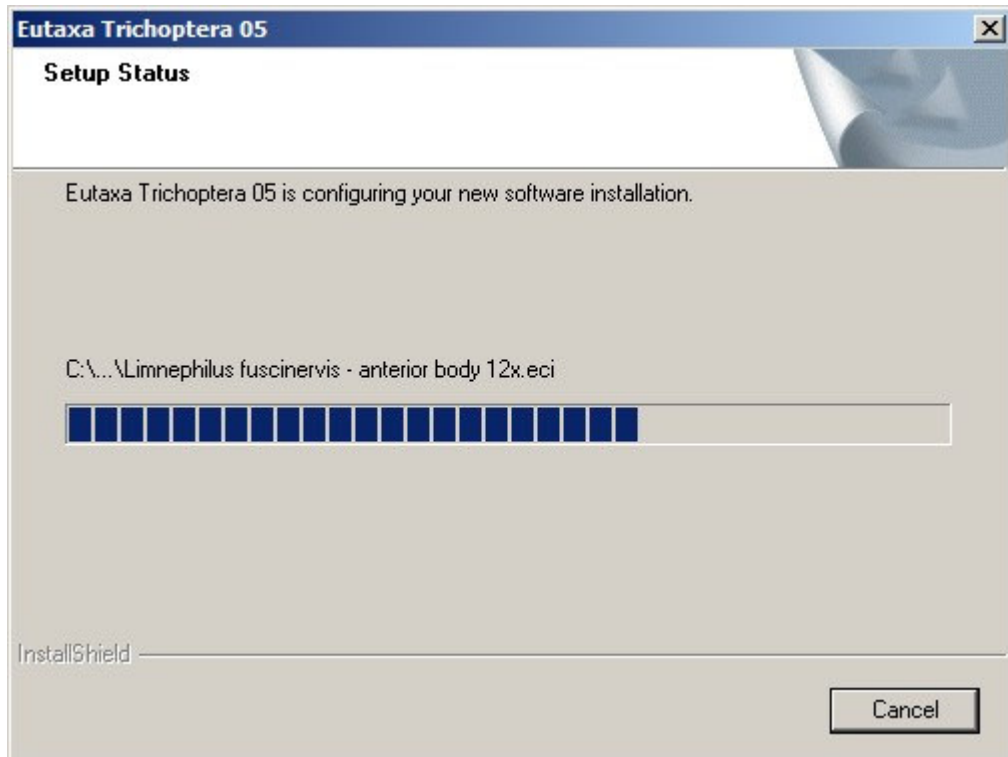 Eutaxa Trichoptera 05
Setup Status
Eutaxa Trichoptera 05 is configuring your new software installation.
C:\...\Limnephilus fuscinervis - anterior body 12x.eci
InstallShield
Cancel